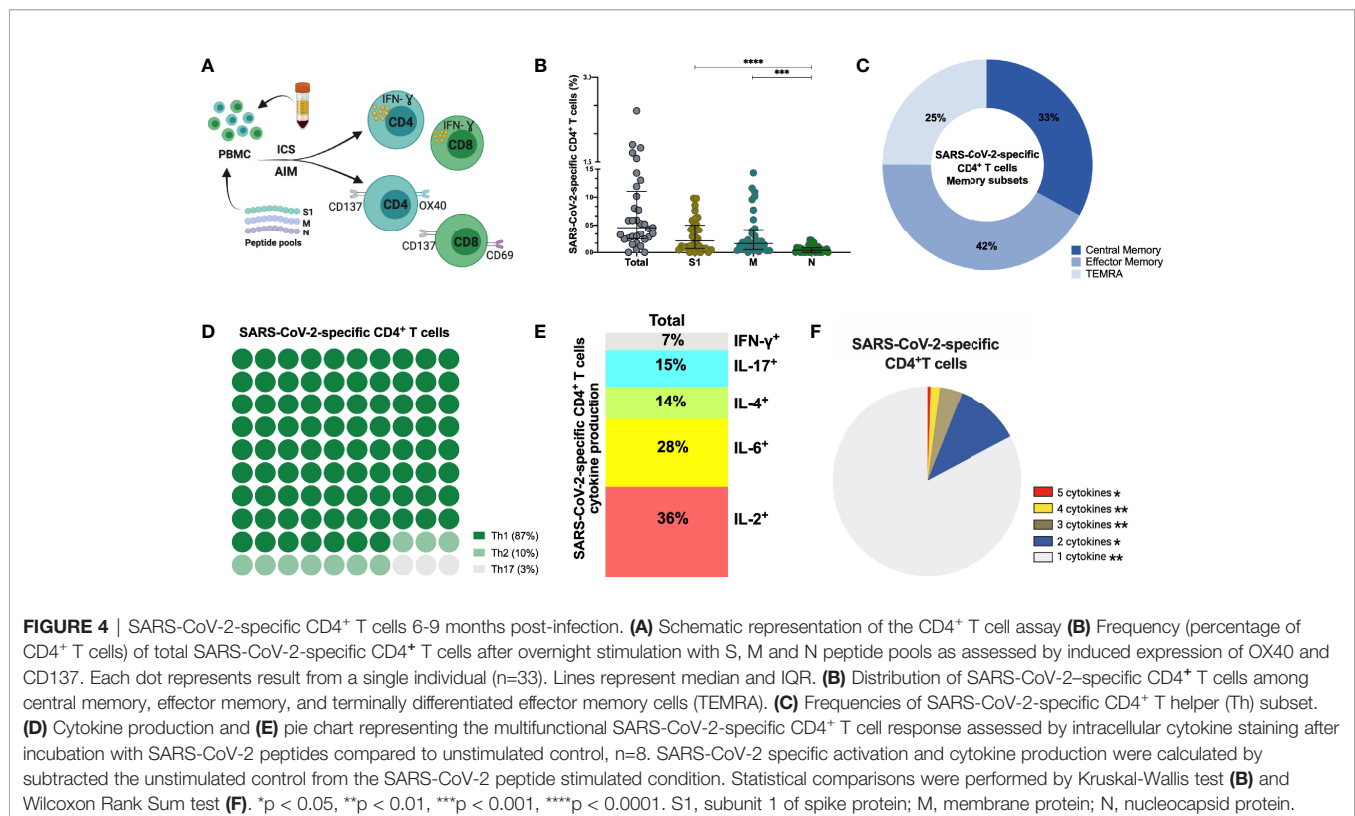 A
IFN-ɣ
CD4
IFN-ɣ
CD8
PBMC
ICS
AIM
CD137
CD4
OX40
S1
M
N
Peptide pools
CD137
CD8
CD69
B
****
***
SARS-CoV-2-specific CD4⁺ T cells (%)
3.0
1.5
1.5
10
0.5
0.0
Total
S1
M
N
C
25%
33%
42%
SARS-CoV-2-specific
CD4⁺ T cells
Memory subsets
Central Memory
Effector Memory
TEMRA
D
SARS-CoV-2-specific CD4⁺ T cells
Th1 (87%)
Th2 (10%)
Th17 (3%)
E
SARS-CoV-2-specific CD4⁺ T cells
cytokine production
Total
7% IFN-γ⁺
15% IL-17⁺
14% IL-4⁺
28% IL-6⁺
36% IL-2⁺
F
SARS-CoV-2-specific
CD4⁺T cells
5 cytokines *
4 cytokines **
3 cytokines **
2 cytokines *
1 cytokine **
FIGURE 4 | SARS-CoV-2-specific CD4⁺ T cells 6-9 months post-infection. (A) Schematic representation of the CD4⁺ T cell assay (B) Frequency (percentage of
CD4⁺ T cells) of total SARS-CoV-2-specific CD4⁺ T cells after overnight stimulation with S, M and N peptide pools as assessed by induced expression of OX40 and
CD137. Each dot represents result from a single individual (n=33). Lines represent median and IQR. (B) Distribution of SARS-CoV-2–specific CD4⁺ T cells among
central memory, effector memory, and terminally differentiated effector memory cells (TEMRA). (C) Frequencies of SARS-CoV-2-specific CD4⁺ T helper (Th) subset.
(D) Cytokine production and (E) pie chart representing the multifunctional SARS-CoV-2-specific CD4⁺ T cell response assessed by intracellular cytokine staining after
incubation with SARS-CoV-2 peptides compared to unstimulated control, n=8. SARS-CoV-2 specific activation and cytokine production were calculated by
subtracted the unstimulated control from the SARS-CoV-2 peptide stimulated condition. Statistical comparisons were performed by Kruskal-Wallis test (B) and
Wilcoxon Rank Sum test (F). *p < 0.05, **p < 0.01, ***p < 0.001, ****p < 0.0001. S1, subunit 1 of spike protein; M, membrane protein; N, nucleocapsid protein.